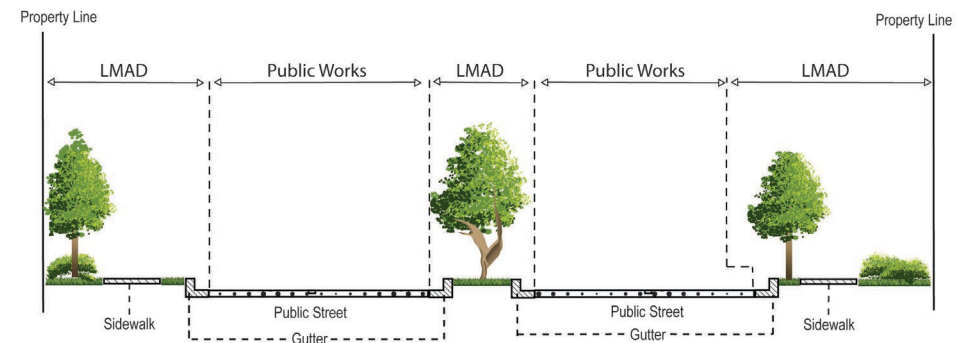 Property Line
Property Line
LMAD
Public Works
LMAD
Public Works
LMAD
Sidewalk
Public Street
Gutter
Public Street
Gutter
Sidewalk